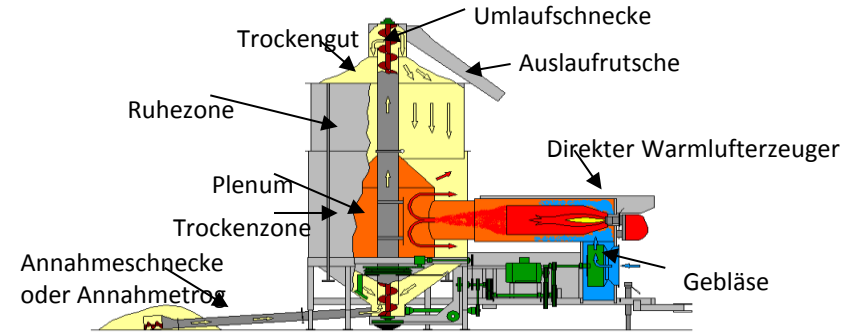 Umlaufschnecke
Trockengut
Auslaufrutsche
Ruhezone
Direkter Warmlufterzeuger
Plenum
Trockenzone
Annahmeschnecke
oder Annahmetrog
Gebläse